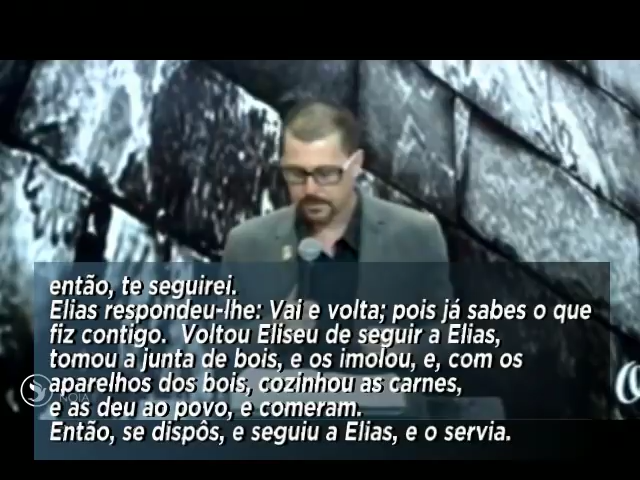 então, te seguirei.
Elias respondeu-lhe: Vai e volta; pois já sabes o que
fiz contigo.  Voltou Eliseu de seguir a Elias,
tomou a junta de bois, e os imolou, e, com os
aparelhos dos bois, cozinhou as carnes,
e as deu ao povo, e comeram.
Então, se dispôs, e seguiu a Elias, e o servia.
NOIA